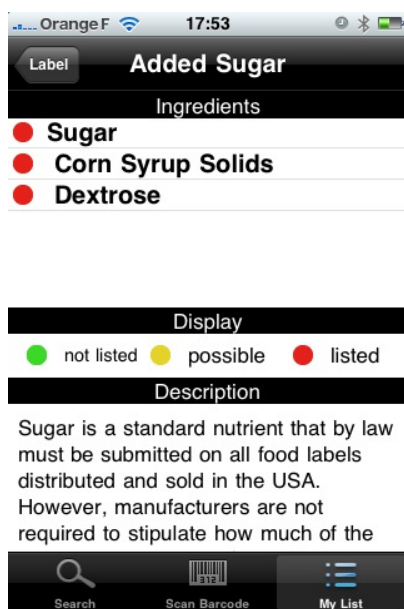 Orange F 17:53
Label Added Sugar
Ingredients
Sugar
Corn Syrup Solids
Dextrose
Display
not listed possible listed
Description
Sugar is a standard nutrient that by law
must be submitted on all food labels
distributed and sold in the USA.
However, manufacturers are not
required to stipulate how much of the
Search Scan Barcode My List